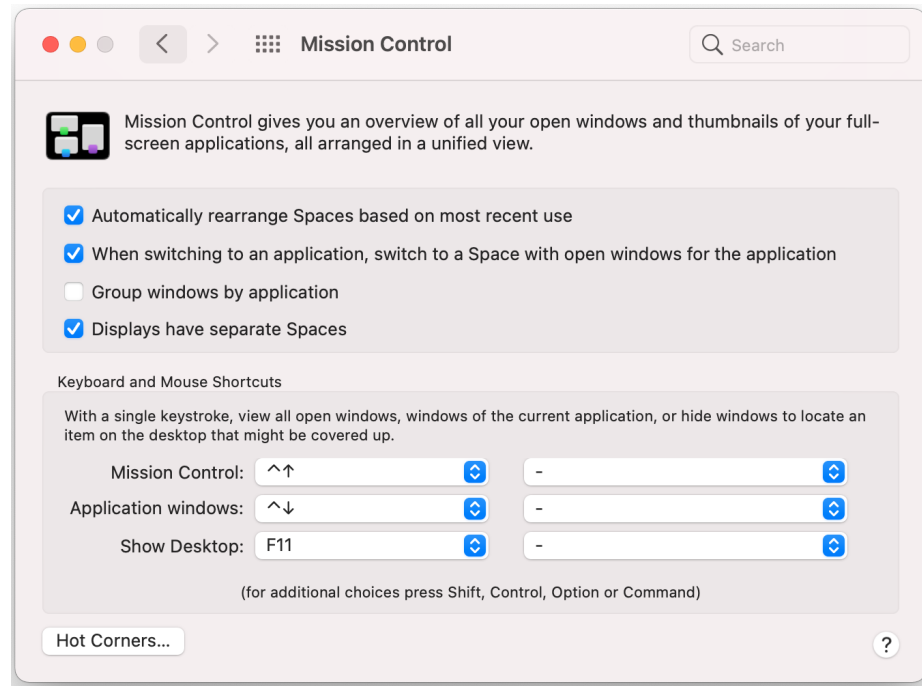 Mission Control
Search
Mission Control gives you an overview of all your open windows and thumbnails of your full-
screen applications, all arranged in a unified view.
Automatically rearrange Spaces based on most recent use
When switching to an application, switch to a Space with open windows for the application
Group windows by application
Displays have separate Spaces
Keyboard and Mouse Shortcuts
With a single keystroke, view all open windows, windows of the current application, or hide windows to locate an
item on the desktop that might be covered up.
Mission Control: ^↑ -
Application windows: ^↓ -
Show Desktop: F11 -
(for additional choices press Shift, Control, Option or Command)
Hot Corners... ?